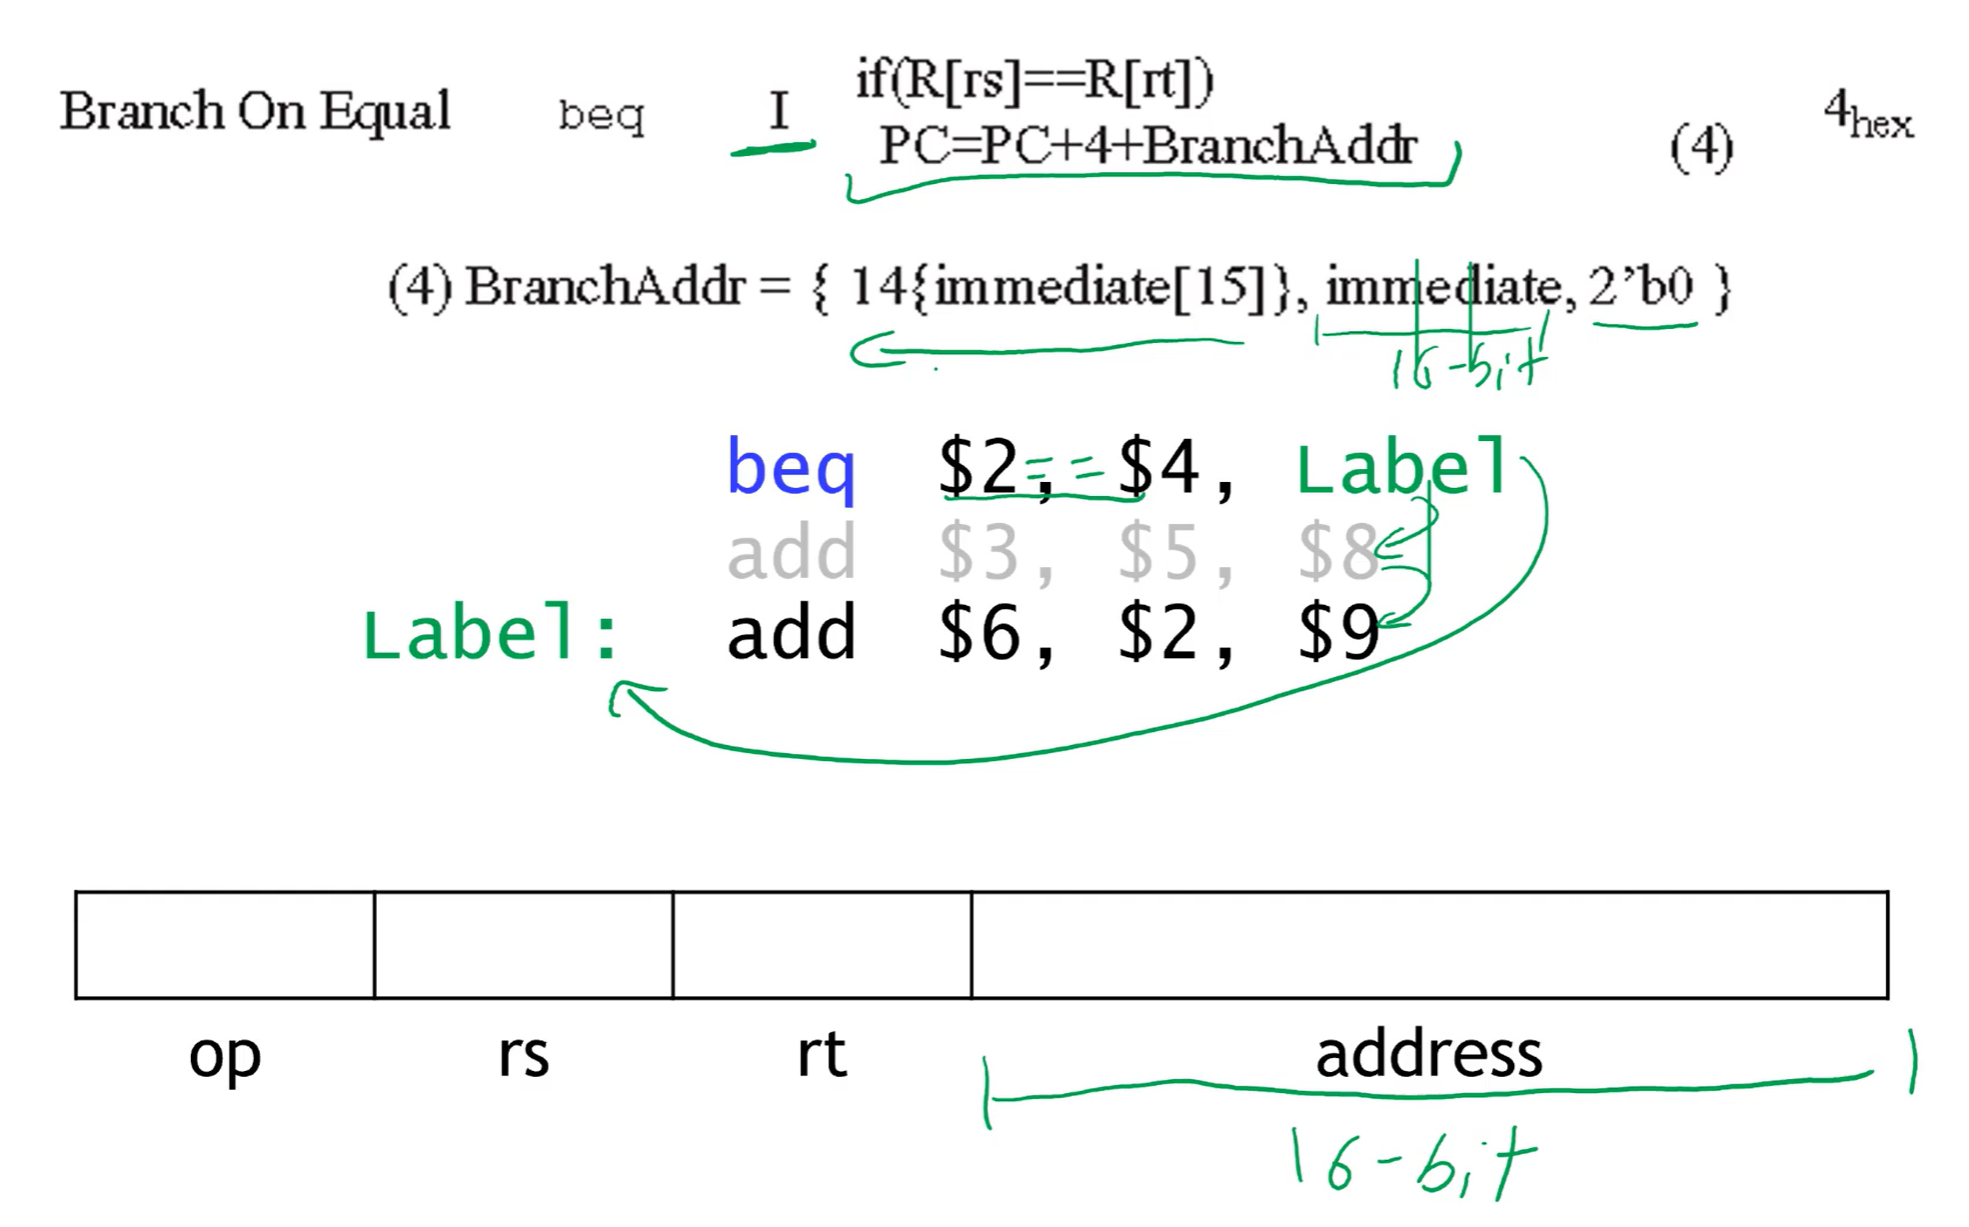 Branch On Equal beq I if(R[rs]==R[rt])
PC=PC+4+BranchAddr (4) 4hex
(4) BranchAddr = { 14{immediate[15]}, immediate, 2’b0 }
16-bit
beq $2, == $4, Label
add $3, $5, $8
Label: add $6, $2, $9
op rs rt address
16-bit